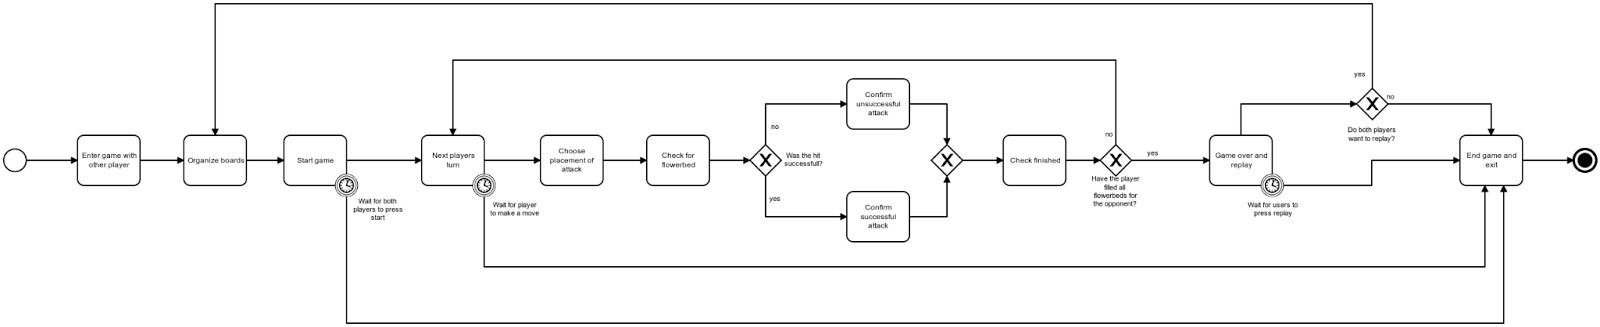 yes
no
Do both players
want to replay?
Confirm
unsuccessful
attack
no
Was the hit
successfull?
yes
Confirm
successful
attack
Enter game with
other player
Organize boards
Start game
Wait for both
players to press
start
Next players
turn
Wait for player
to make a move
Choose
placement of
attack
Check for
flowerbed
Check finished
no
yes
Have the player
filled all
flowerbeds for
the opponent?
Game over and
replay
Wait for users to
press replay
End game and
exit